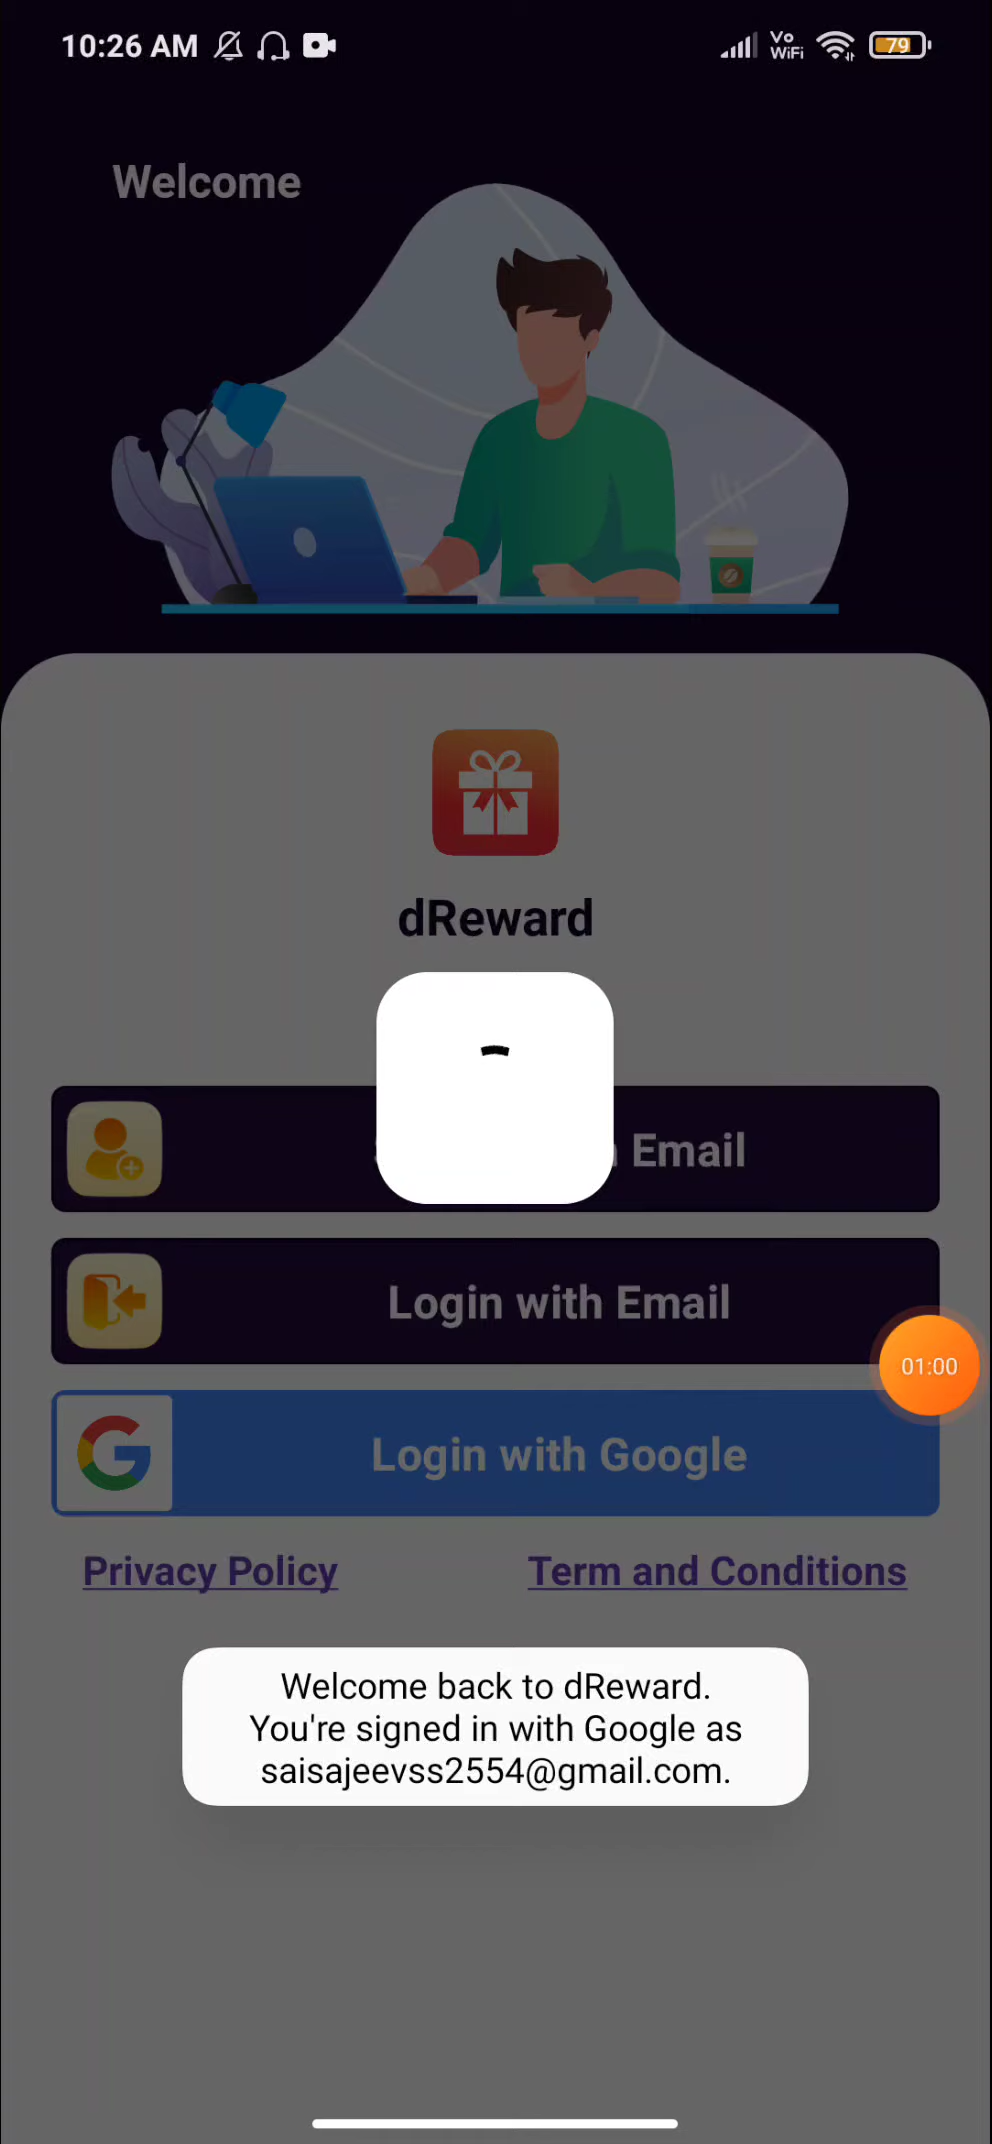 10:26 AM
Vo
WiFi
79
Welcome
dReward
Email
Login with Email
01:00
Login with Google
Privacy Policy
Term and Conditions
Welcome back to dReward.
You're signed in with Google as
saisajeevss2554@gmail.com.